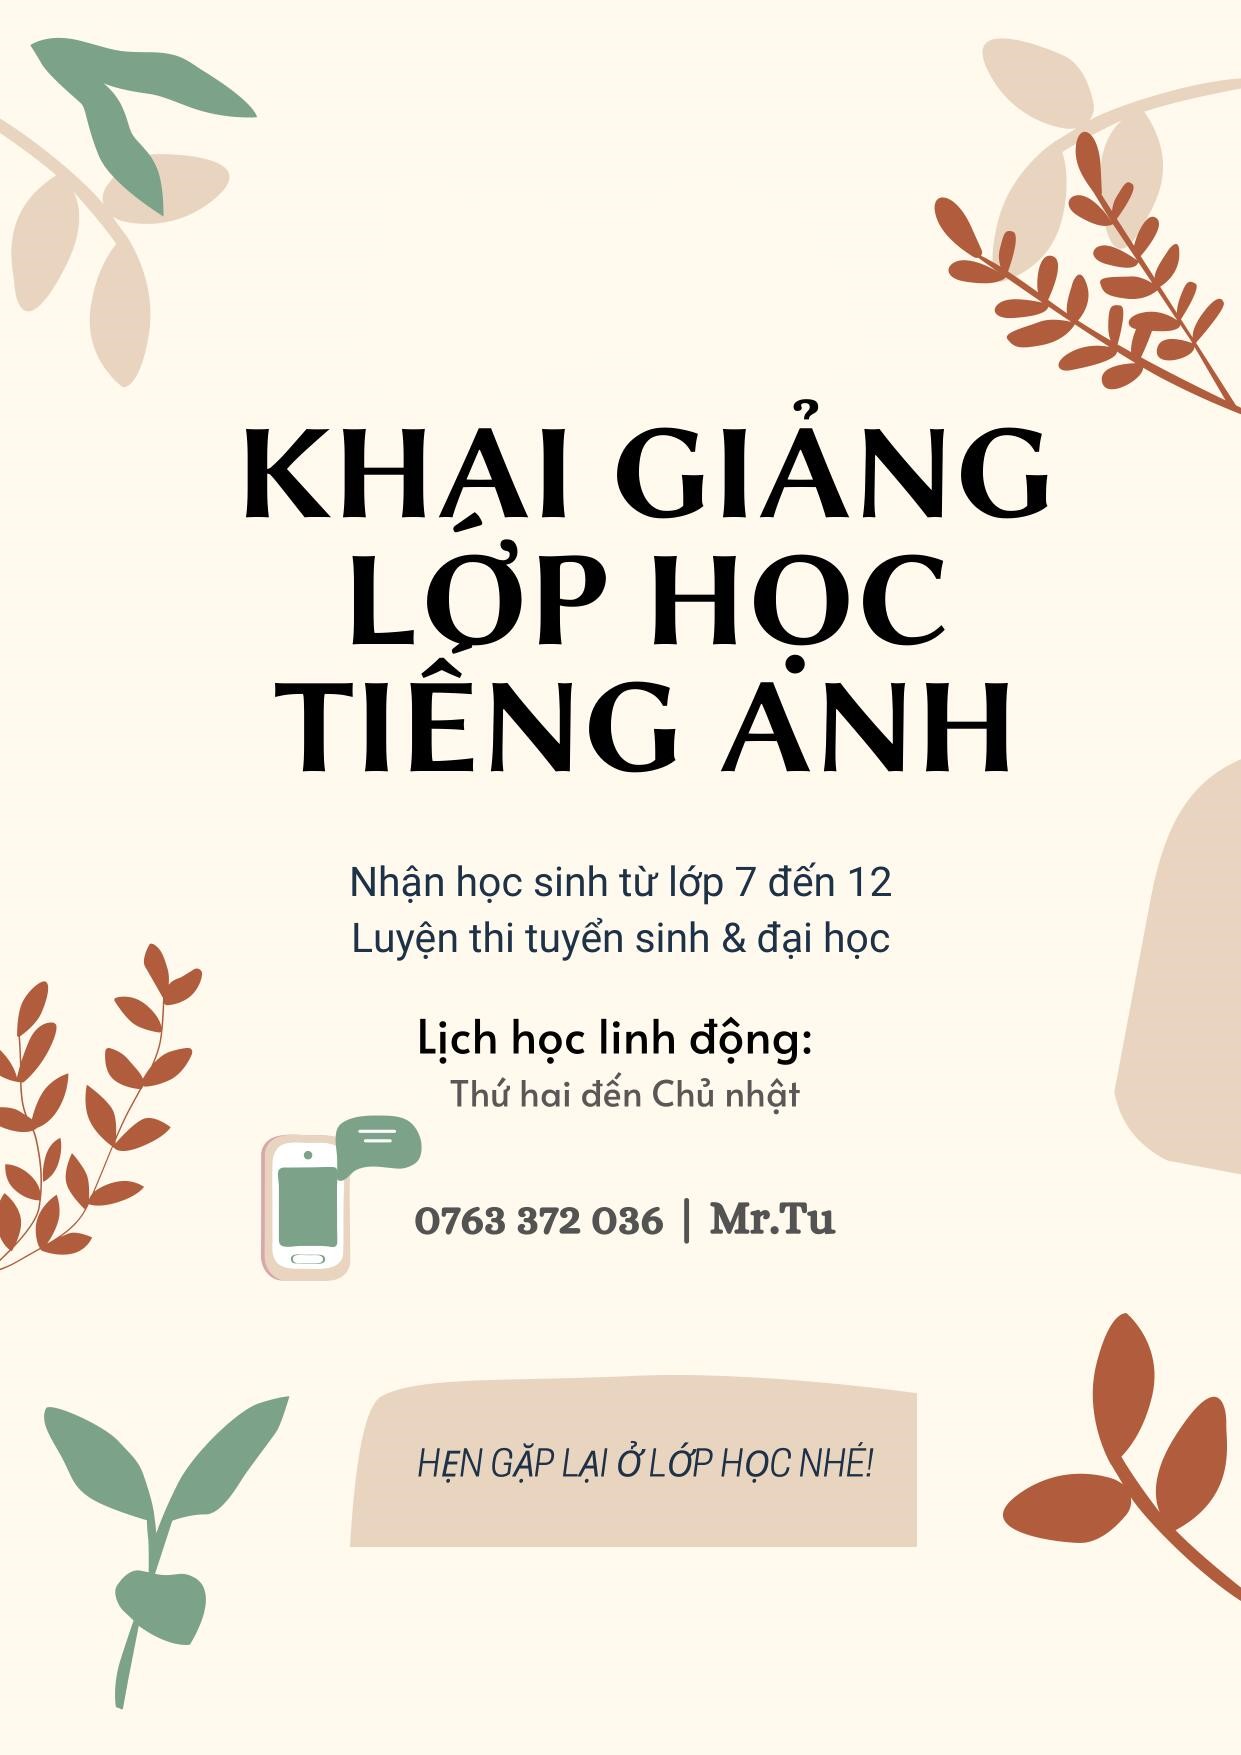 KHAI GIẢNG
LỚP HỌC
TIẾNG ANH
Nhận học sinh từ lớp 7 đến 12
Luyện thi tuyển sinh & đại học
Lịch học linh động:
Thứ hai đến Chủ nhật
0763 372 036 | Mr.Tu
HẸN GẶP LẠI Ở LỚP HỌC NHÉ!